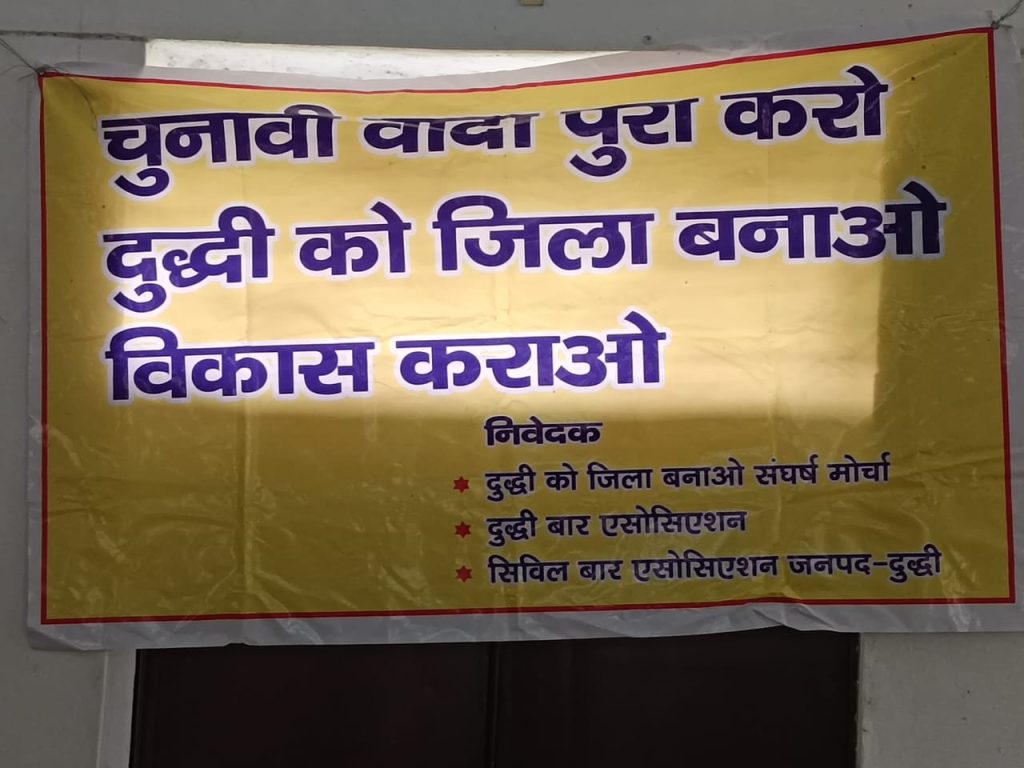 चुनावी वादा पुरा करो
दुद्धी को जिला बनाओ
विकास कराओ
निवेदक
दुद्धी को जिला बनाओ संघर्ष मोर्चा
दुद्धी बार एसोसिएशन
सिविल बार एसोसिएशन जनपद-दुद्धी